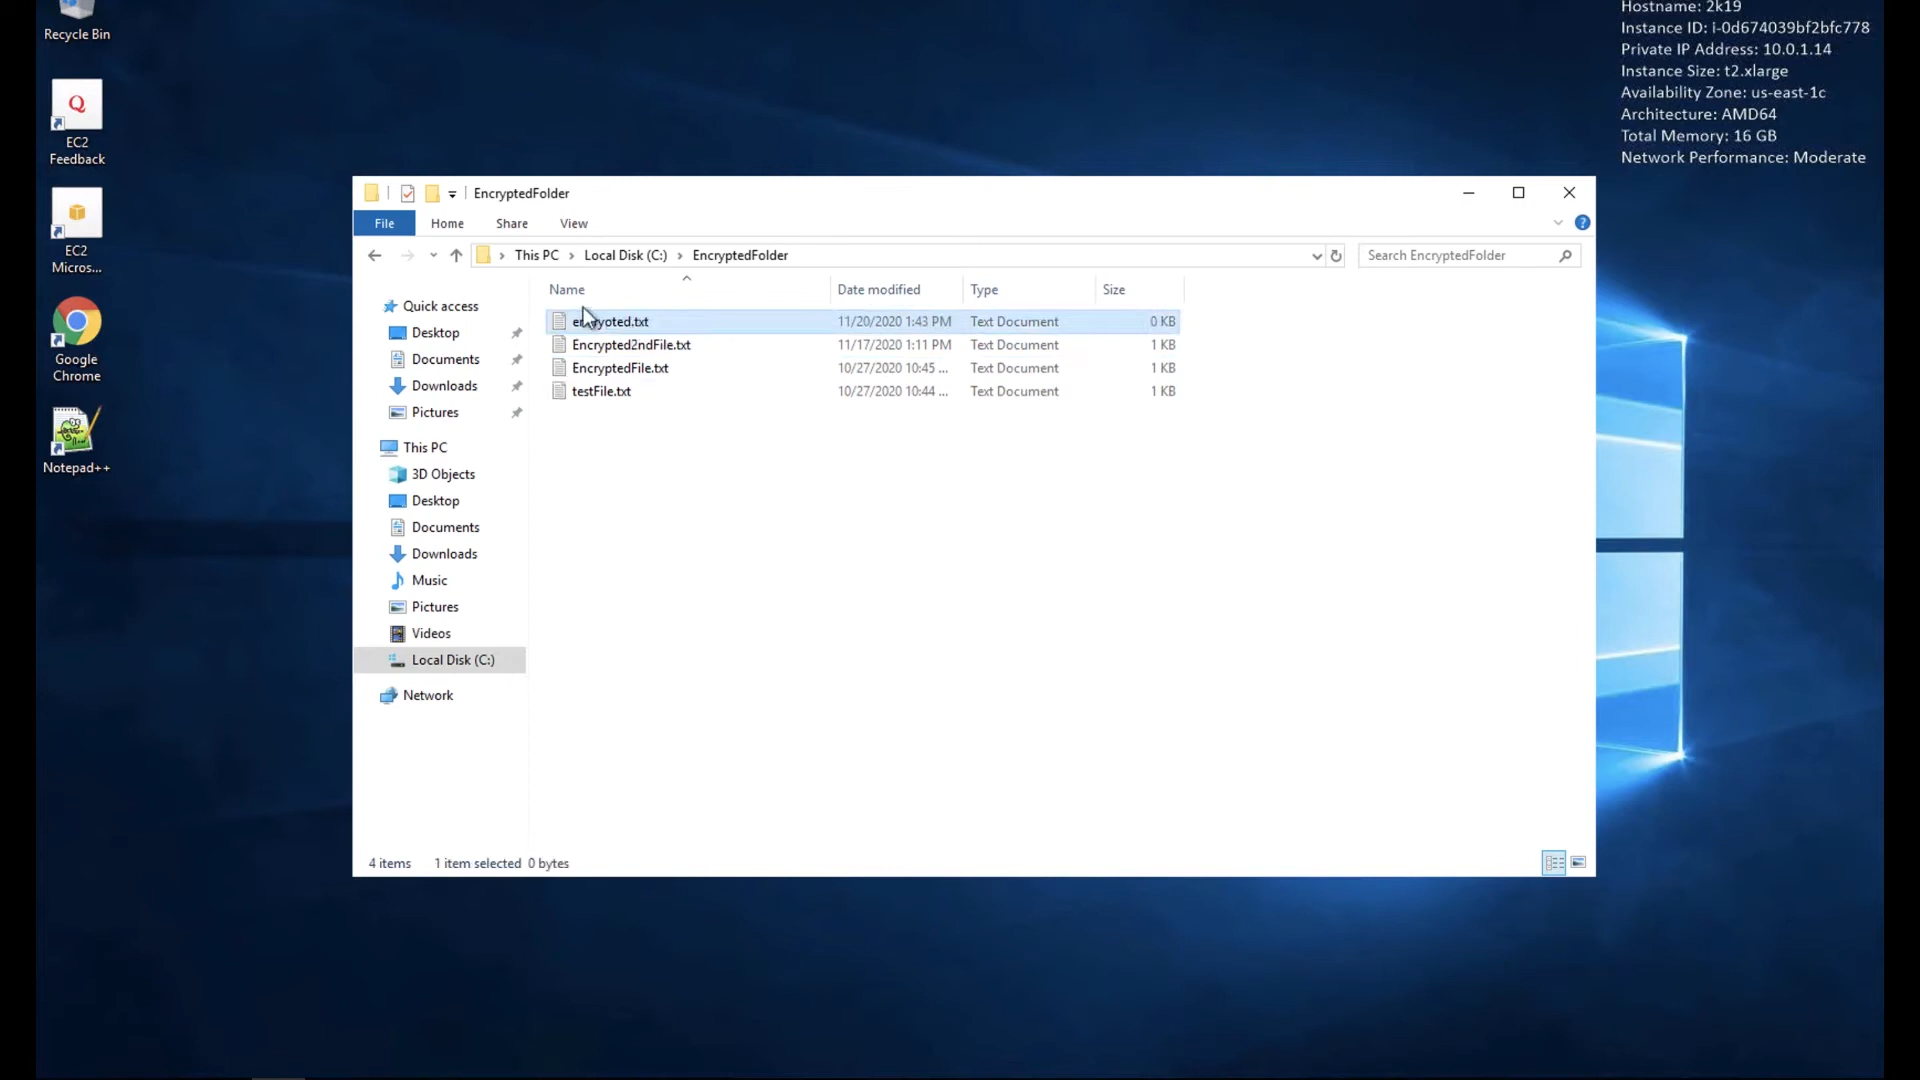 Recycle Bin
EC2
Feedback
EC2
Micros...
Google
Chrome
Notepad++
Hostname: 2k19
Instance ID: i-0d674039bf2bfc778
Private IP Address: 10.0.1.14
Instance Size: t2.xlarge
Availability Zone: us-east-1c
Architecture: AMD64
Total Memory: 16 GB
Network Performance: Moderate
EncryptedFolder
File Home Share View
This PC Local Disk (C:) EncryptedFolder
Search EncryptedFolder
Quick access
Desktop
Documents
Downloads
Pictures
This PC
3D Objects
Desktop
Documents
Downloads
Music
Pictures
Videos
Local Disk (C:)
Network
Name Date modified Type Size
11/20/2020 1:43 PM Text Document 0 KB
Encrypted2ndFile.txt 11/17/2020 1:11 PM Text Document 1 KB
EncryptedFile.txt 10/27/2020 10:45 ... Text Document 1 KB
testFile.txt 10/27/2020 10:44 ... Text Document 1 KB
4 items 1 item selected 0 bytes